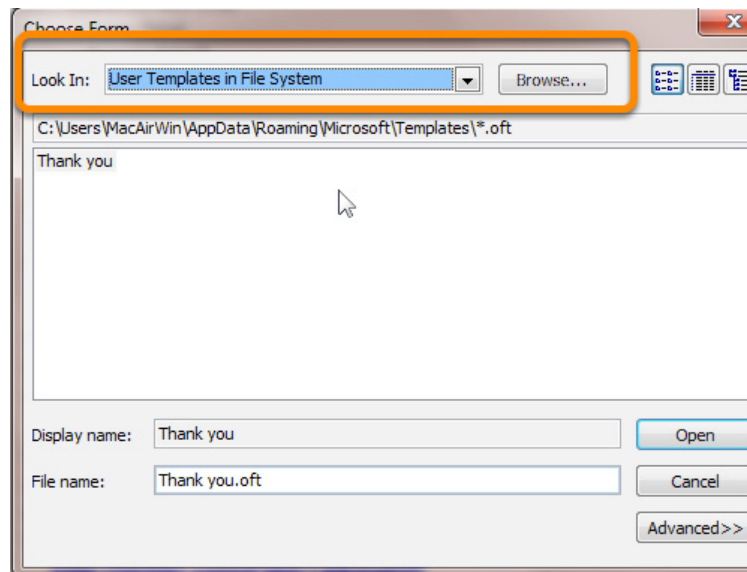 Choose Form
Look In: User Templates in File System Browse...
C:\Users\MacAirWin\AppData\Roaming\Microsoft\Templates\*.oft
Thank you
Display name: Thank you Open
File name: Thank you.oft Cancel
Advanced>>